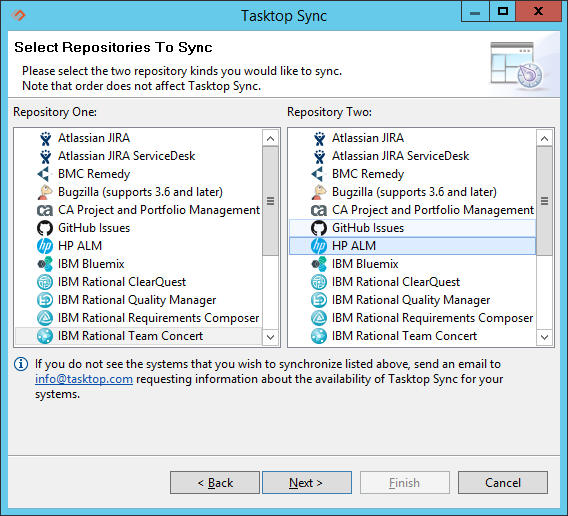 Tasktop Sync
Select Repositories To Sync
Please select the two repository kinds you would like to sync.
Note that order does not affect Tasktop Sync.
Repository One:
Atlassian JIRA
Atlassian JIRA ServiceDesk
BMC Remedy
Bugzilla (supports 3.6 and later)
CA Project and Portfolio Management
GitHub Issues
HP ALM
IBM Bluemix
IBM Rational ClearQuest
IBM Rational Quality Manager
IBM Rational Requirements Composer
IBM Rational Team Concert
Repository Two:
Atlassian JIRA
Atlassian JIRA ServiceDesk
BMC Remedy
Bugzilla (supports 3.6 and later)
CA Project and Portfolio Management
GitHub Issues
HP ALM
IBM Bluemix
IBM Rational ClearQuest
IBM Rational Quality Manager
IBM Rational Requirements Composer
IBM Rational Team Concert
If you do not see the systems that you wish to synchronize listed above, send an email to
info@tasktop.com requesting information about the availability of Tasktop Sync for your
systems.
< Back
Next >
Finish
Cancel